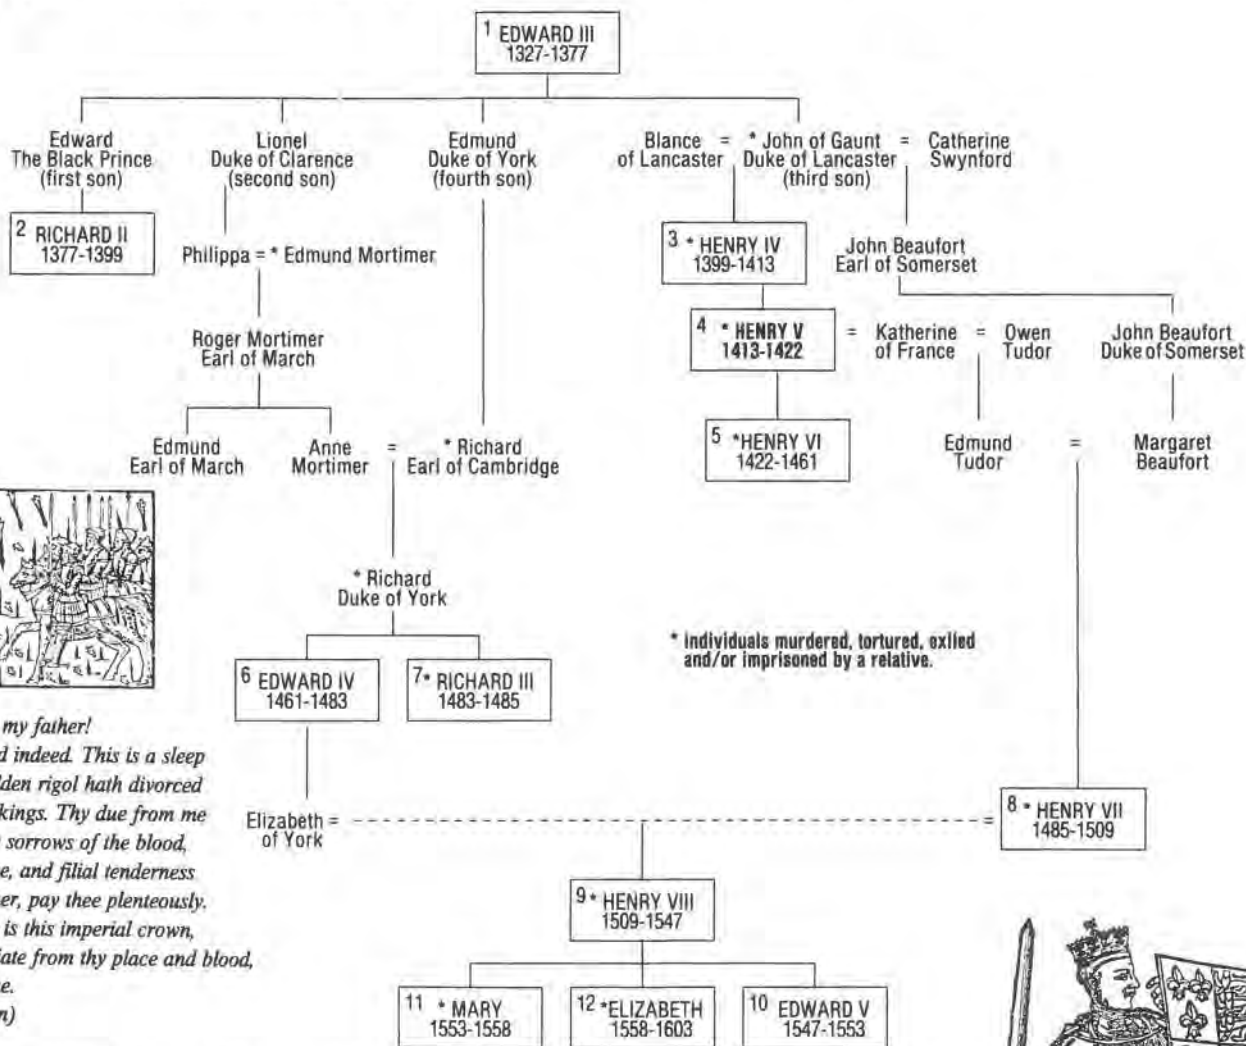 1 EDWARD III
1327-1377
Edward
The Black Prince
(first son)
Lionel
Duke of Clarence
(second son)
Edmund
Duke of York
(fourth son)
Blance
of Lancaster
=
* John of Gaunt
Duke of Lancaster
(third son)
=
Catherine
Swynford
2 RICHARD II
1377-1399
Philippa = * Edmund Mortimer
3 * HENRY IV
1399-1413
John Beaufort
Earl of Somerset
Roger Mortimer
Earl of March
4 * HENRY V
1413-1422
=
Katherine
of France
=
Owen
Tudor
John Beaufort
Duke of Somerset
Edmund
Earl of March
Anne
Mortimer
=
* Richard
Earl of Cambridge
5 *HENRY VI
1422-1461
Edmund
Tudor
=
Margaret
Beaufort
* Richard
Duke of York
* Individuals murdered, tortured, exiled
and/or imprisoned by a relative.
6 EDWARD IV
1461-1483
7* RICHARD III
1483-1485
my father!
d indeed. This is a sleep
lden rigol hath divorced
kings. Thy due from me
sorrows of the blood,
e, and filial tenderness
er, pay thee plenteously.
is this imperial crown,
iate from thy place and blood,
e.
n)
Elizabeth =
of York
=
8 * HENRY VII
1485-1509
9 * HENRY VIII
1509-1547
11 * MARY
1553-1558
12 *ELIZABETH
1558-1603
10 EDWARD V
1547-1553